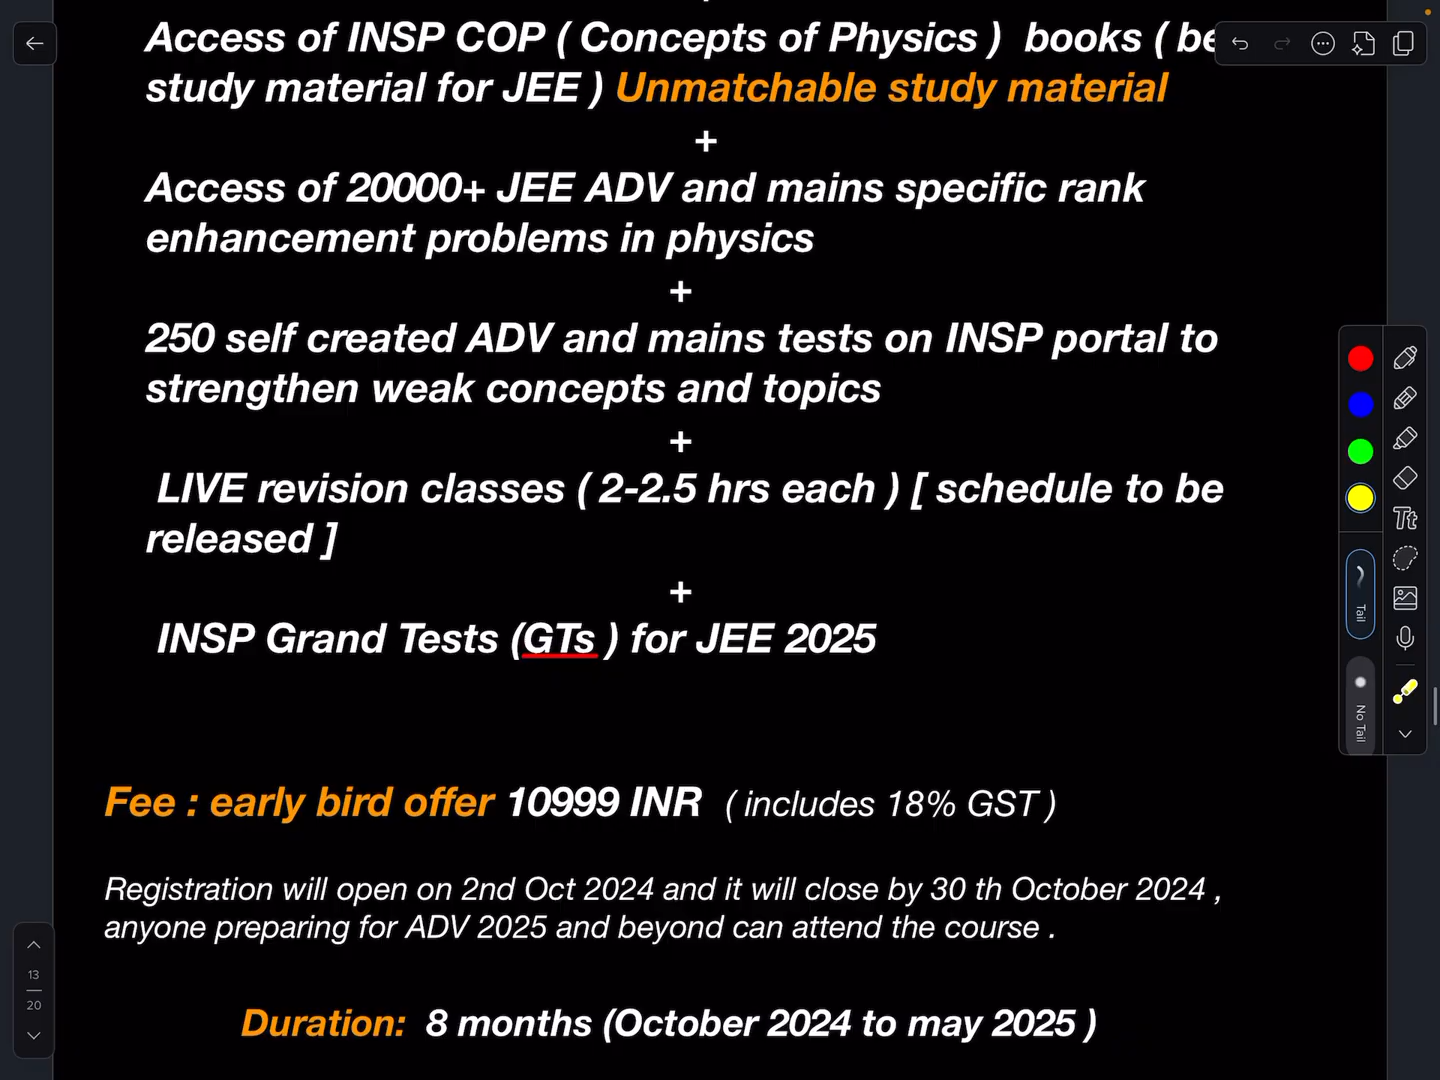 Access of INSP COP ( Concepts of Physics ) books ( be
study material for JEE ) Unmatchable study material
+
Access of 20000+ JEE ADV and mains specific rank
enhancement problems in physics
+
250 self created ADV and mains tests on INSP portal to
strengthen weak concepts and topics
+
LIVE revision classes ( 2-2.5 hrs each ) [ schedule to be
released ]
+
INSP Grand Tests (GTs ) for JEE 2025
Fee : early bird offer 10999 INR ( includes 18% GST )
Registration will open on 2nd Oct 2024 and it will close by 30 th October 2024 ,
anyone preparing for ADV 2025 and beyond can attend the course .
Duration: 8 months (October 2024 to may 2025 )
Tt
Tail
No Tail
13
20